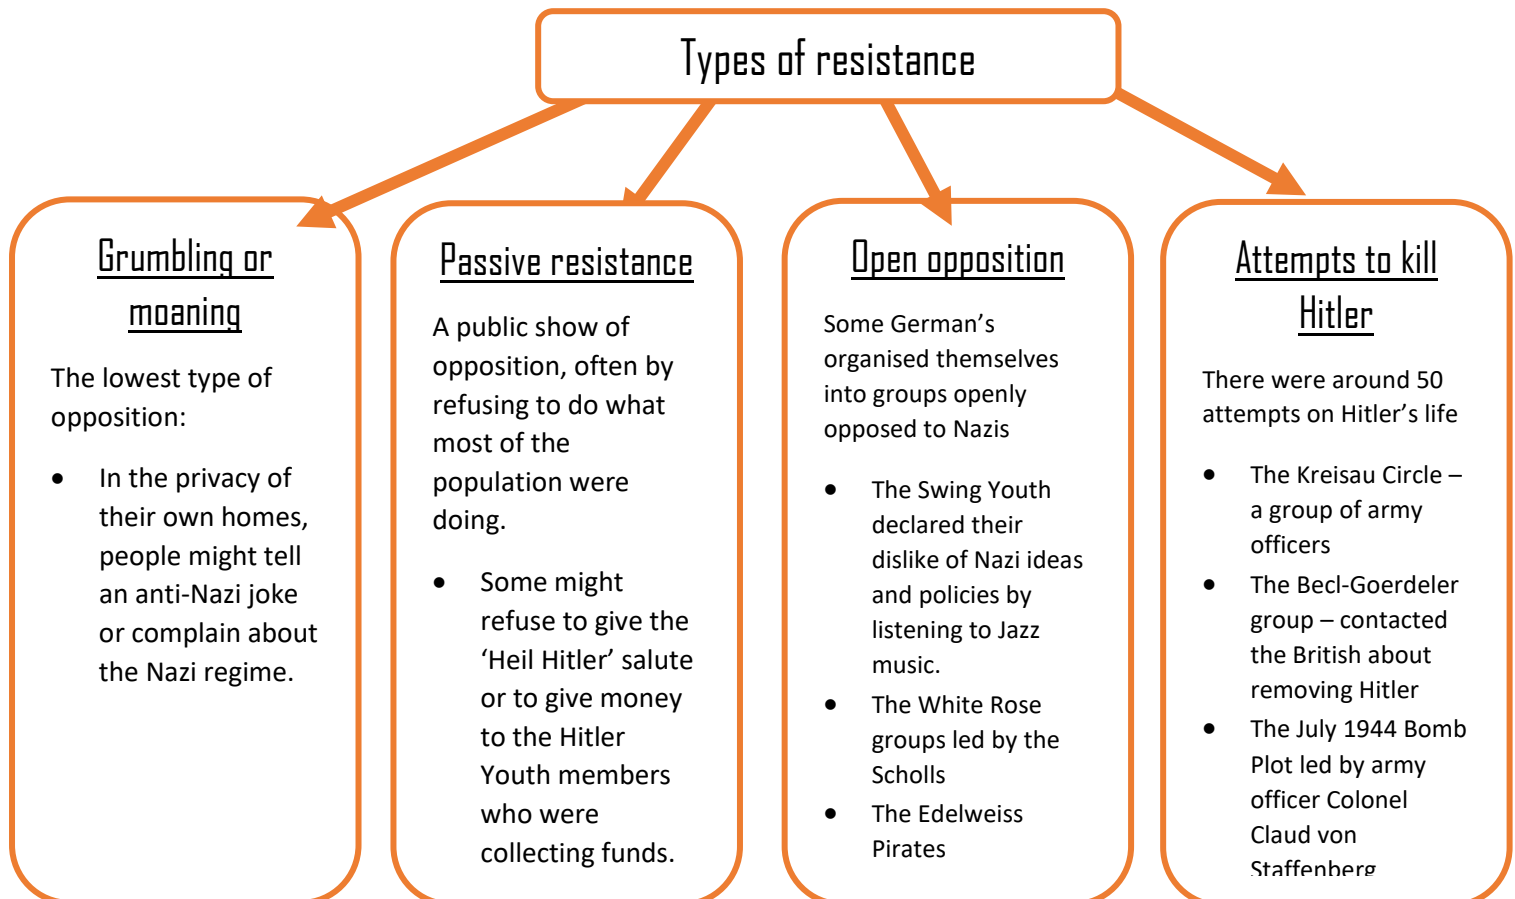 Types of resistance
Grumbling or
moaning
The lowest type of
opposition:
• In the privacy of
their own homes,
people might tell
an anti-Nazi joke
or complain about
the Nazi regime.
Passive resistance
A public show of
opposition, often by
refusing to do what
most of the
population were
doing.
• Some might
refuse to give the
‘Heil Hitler’ salute
or to give money
to the Hitler
Youth members
who were
collecting funds.
Open opposition
Some German’s
organised themselves
into groups openly
opposed to Nazis
• The Swing Youth
declared their
dislike of Nazi ideas
and policies by
listening to Jazz
music.
• The White Rose
groups led by the
Scholls
• The Edelweiss
Pirates
Attempts to kill
Hitler
There were around 50
attempts on Hitler’s life
• The Kreisau Circle –
a group of army
officers
• The Becl-Goerdeler
group – contacted
the British about
removing Hitler
• The July 1944 Bomb
Plot led by army
officer Colonel
Claud von
Staffenberg